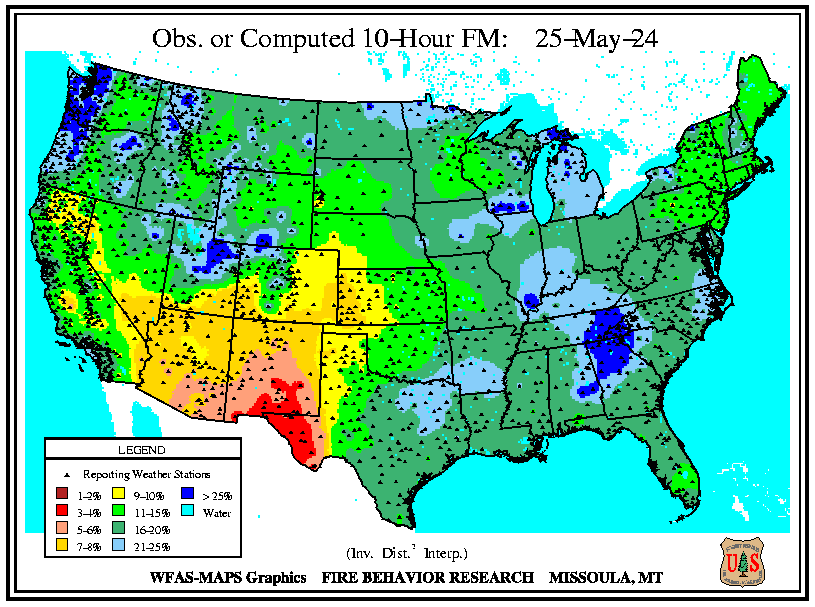 Obs. or Computed 10-Hour FM: 25-May-24
LEGEND
Reporting Weather Stations
1-2% 9-10% > 25%
3-4% 11-15% Water
5-6% 16-20%
7-8% 21-25%
(Inv. Dist.² Interp.)
WFAS-MAPS Graphics FIRE BEHAVIOR RESEARCH MISSOULA, MT
U S